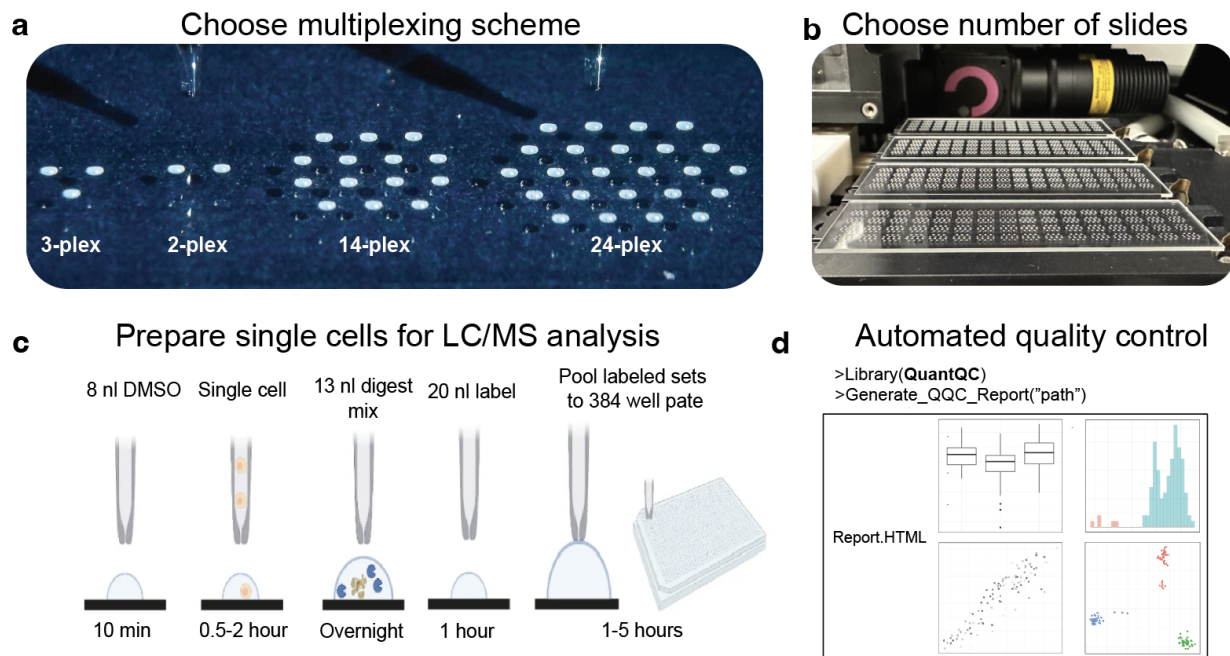 a
Choose multiplexing scheme
3-plex
2-plex
14-plex
24-plex
b
Choose number of slides
c
Prepare single cells for LC/MS analysis
8 nl DMSO
Single cell
13 nl digest
mix
20 nl label
Pool labeled sets
to 384 well pate
10 min
0.5-2 hour
Overnight
1 hour
1-5 hours
d
Automated quality control
>Library(QuantQC)
>Generate_QQC_Report("path")
Report.HTML